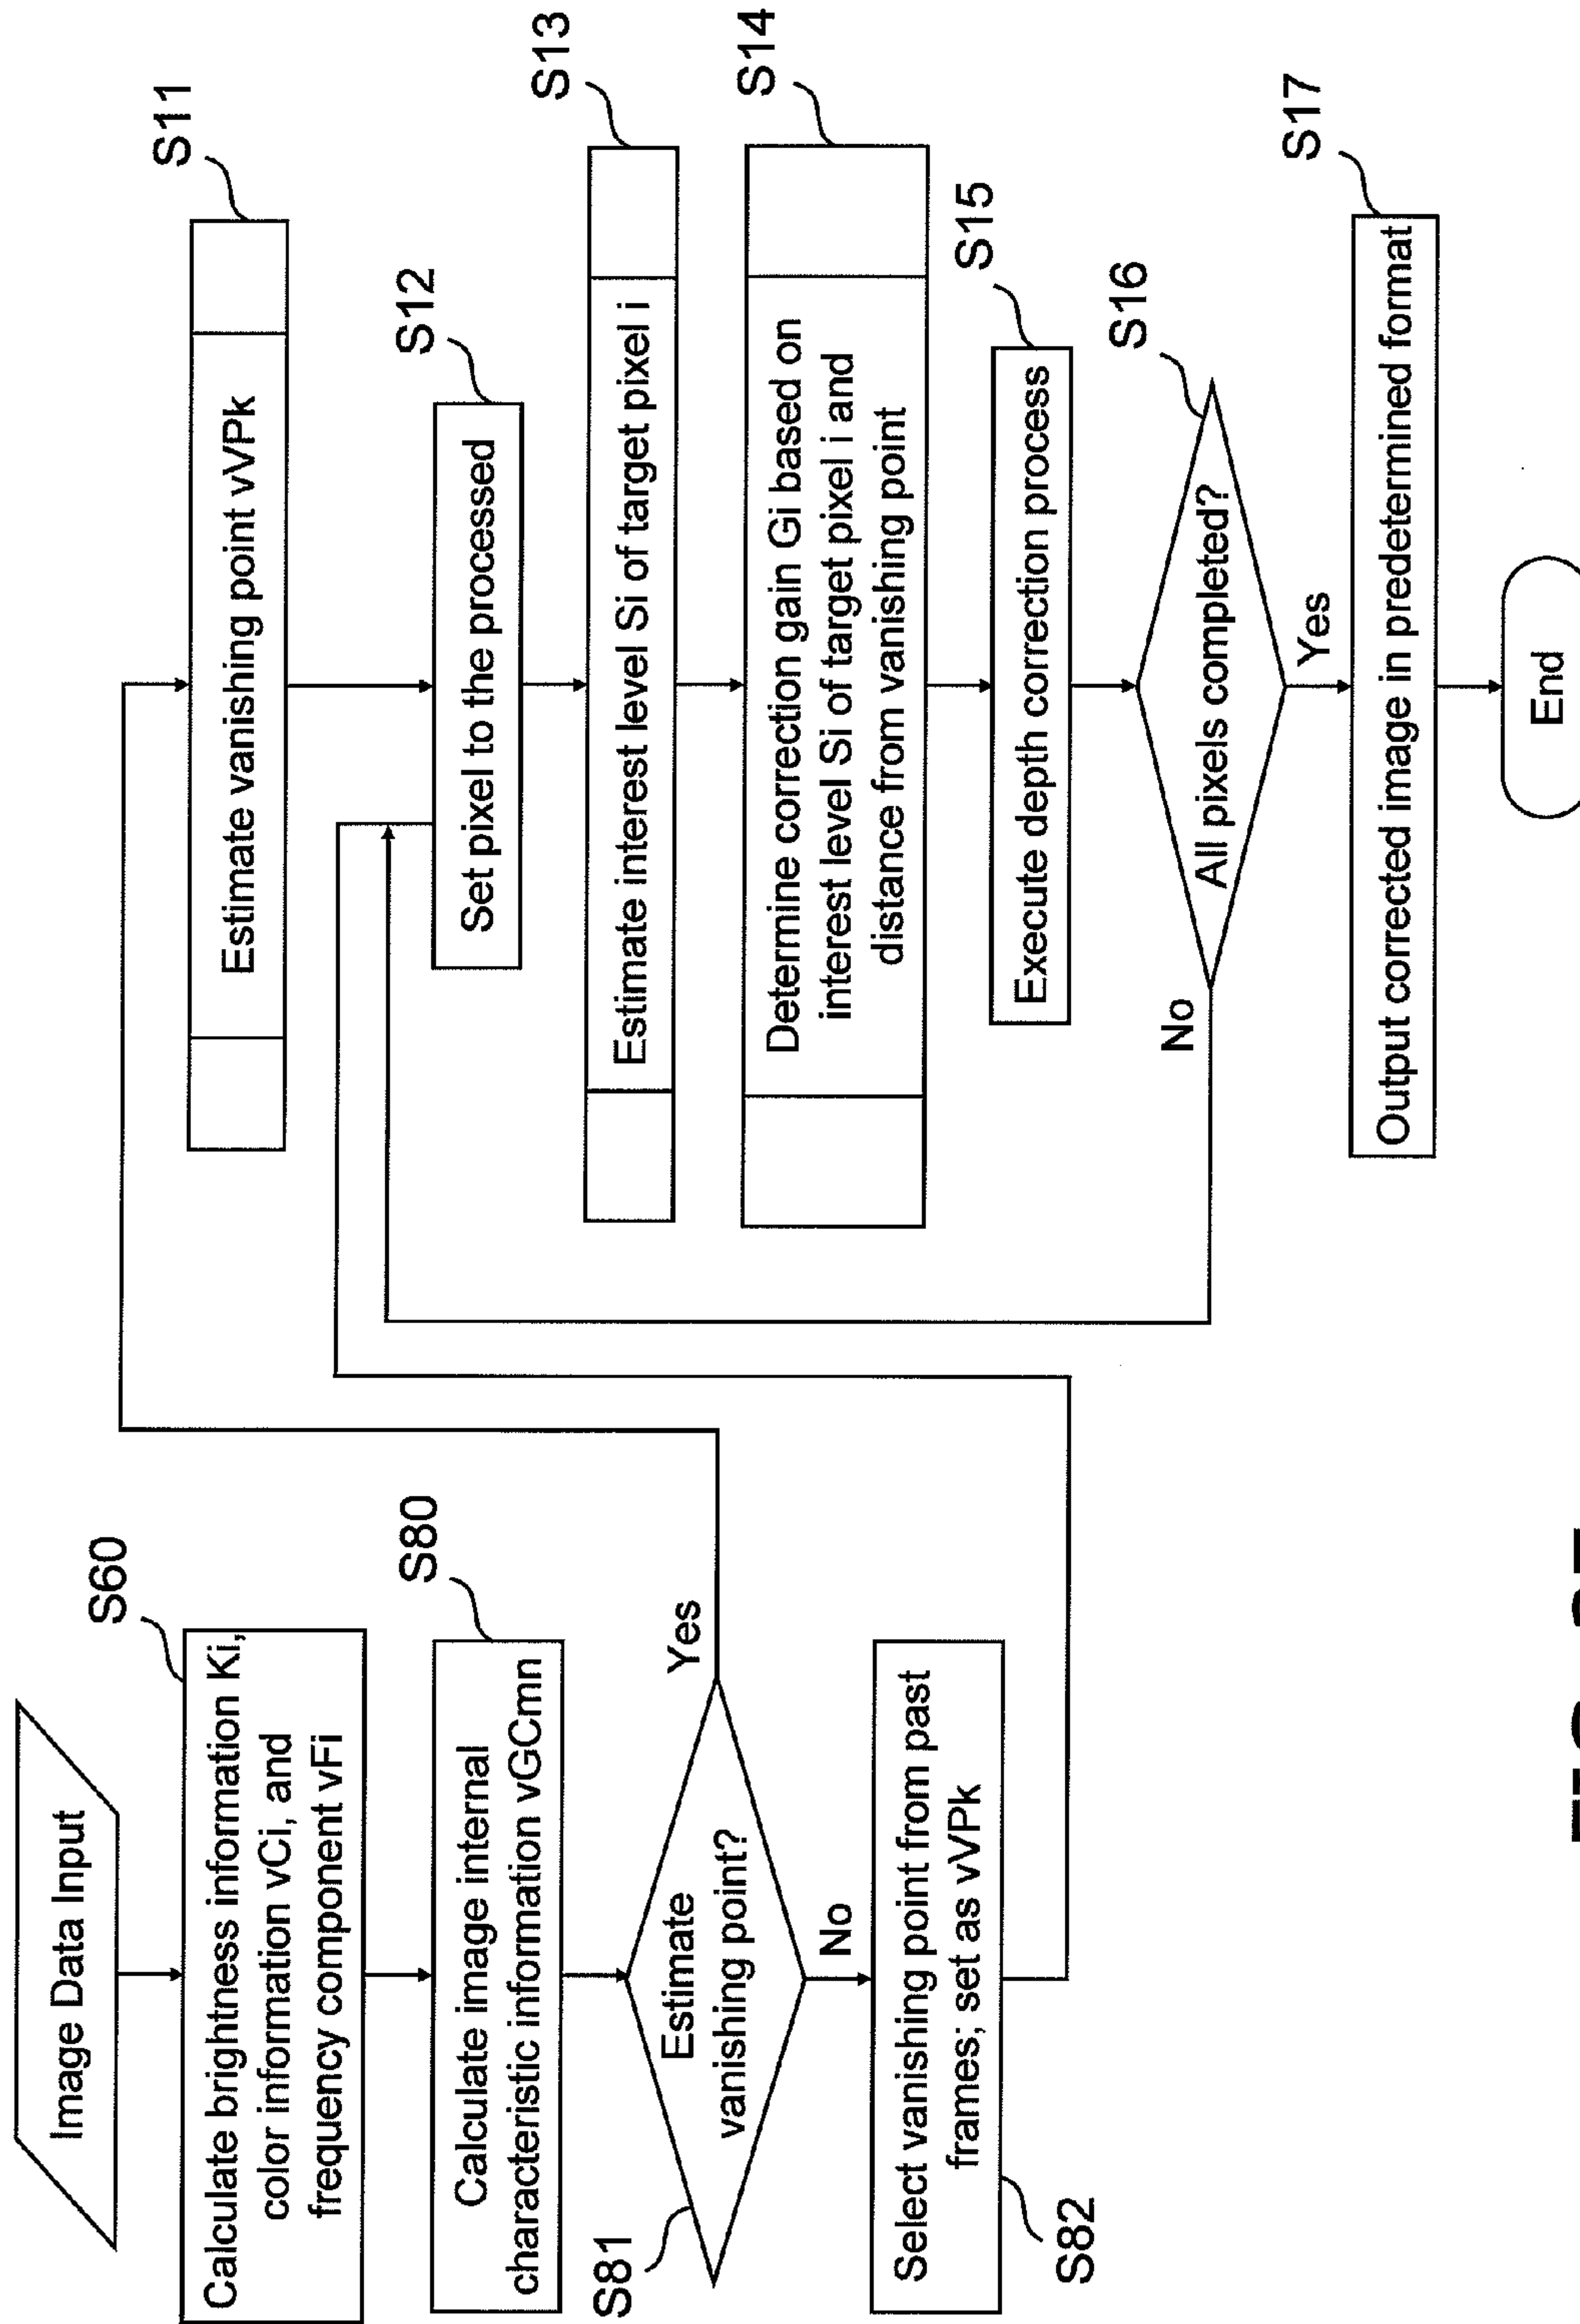 Image Data Input
S60
Calculate brightness information Ki,
color information vCi, and
frequency component vFi
S80
Calculate image internal
characteristic information vGCmn
S81
Estimate
vanishing point?
Yes
No
Select vanishing point from past
frames; set as vVPk
S82
S11
Estimate vanishing point vVPk
S12
Set pixel to the processed
S13
Estimate interest level Si of target pixel i
S14
Determine correction gain Gi based on
interest level Si of target pixel i and
distance from vanishing point
S15
Execute depth correction process
S16
All pixels completed?
No
Yes
S17
Output corrected image in predetermined format
End